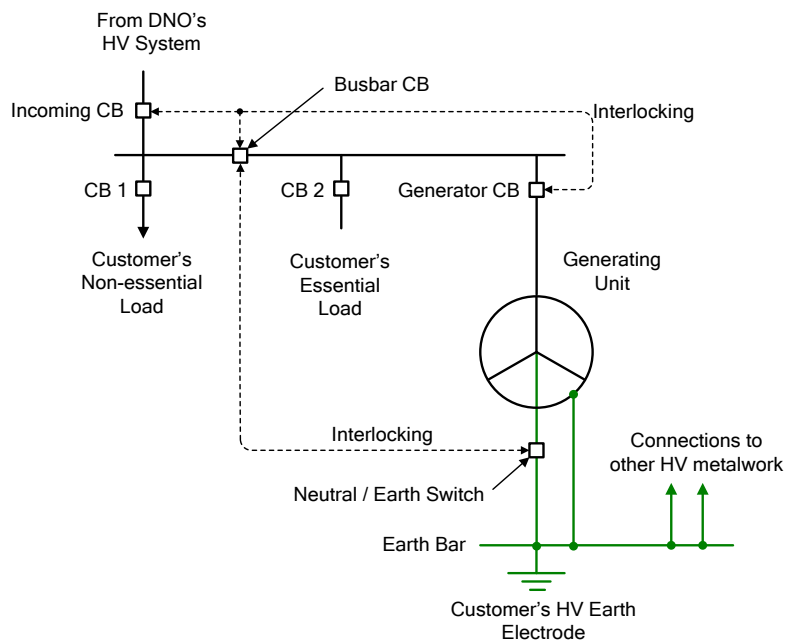 From DNO's
HV System
Busbar CB
Incoming CB
Interlocking
CB 1
CB 2
Generator CB
Customer's
Non-essential
Load
Customer's
Essential
Load
Generating
Unit
Interlocking
Connections to
other HV metalwork
Neutral / Earth Switch
Earth Bar
Customer's HV Earth
Electrode